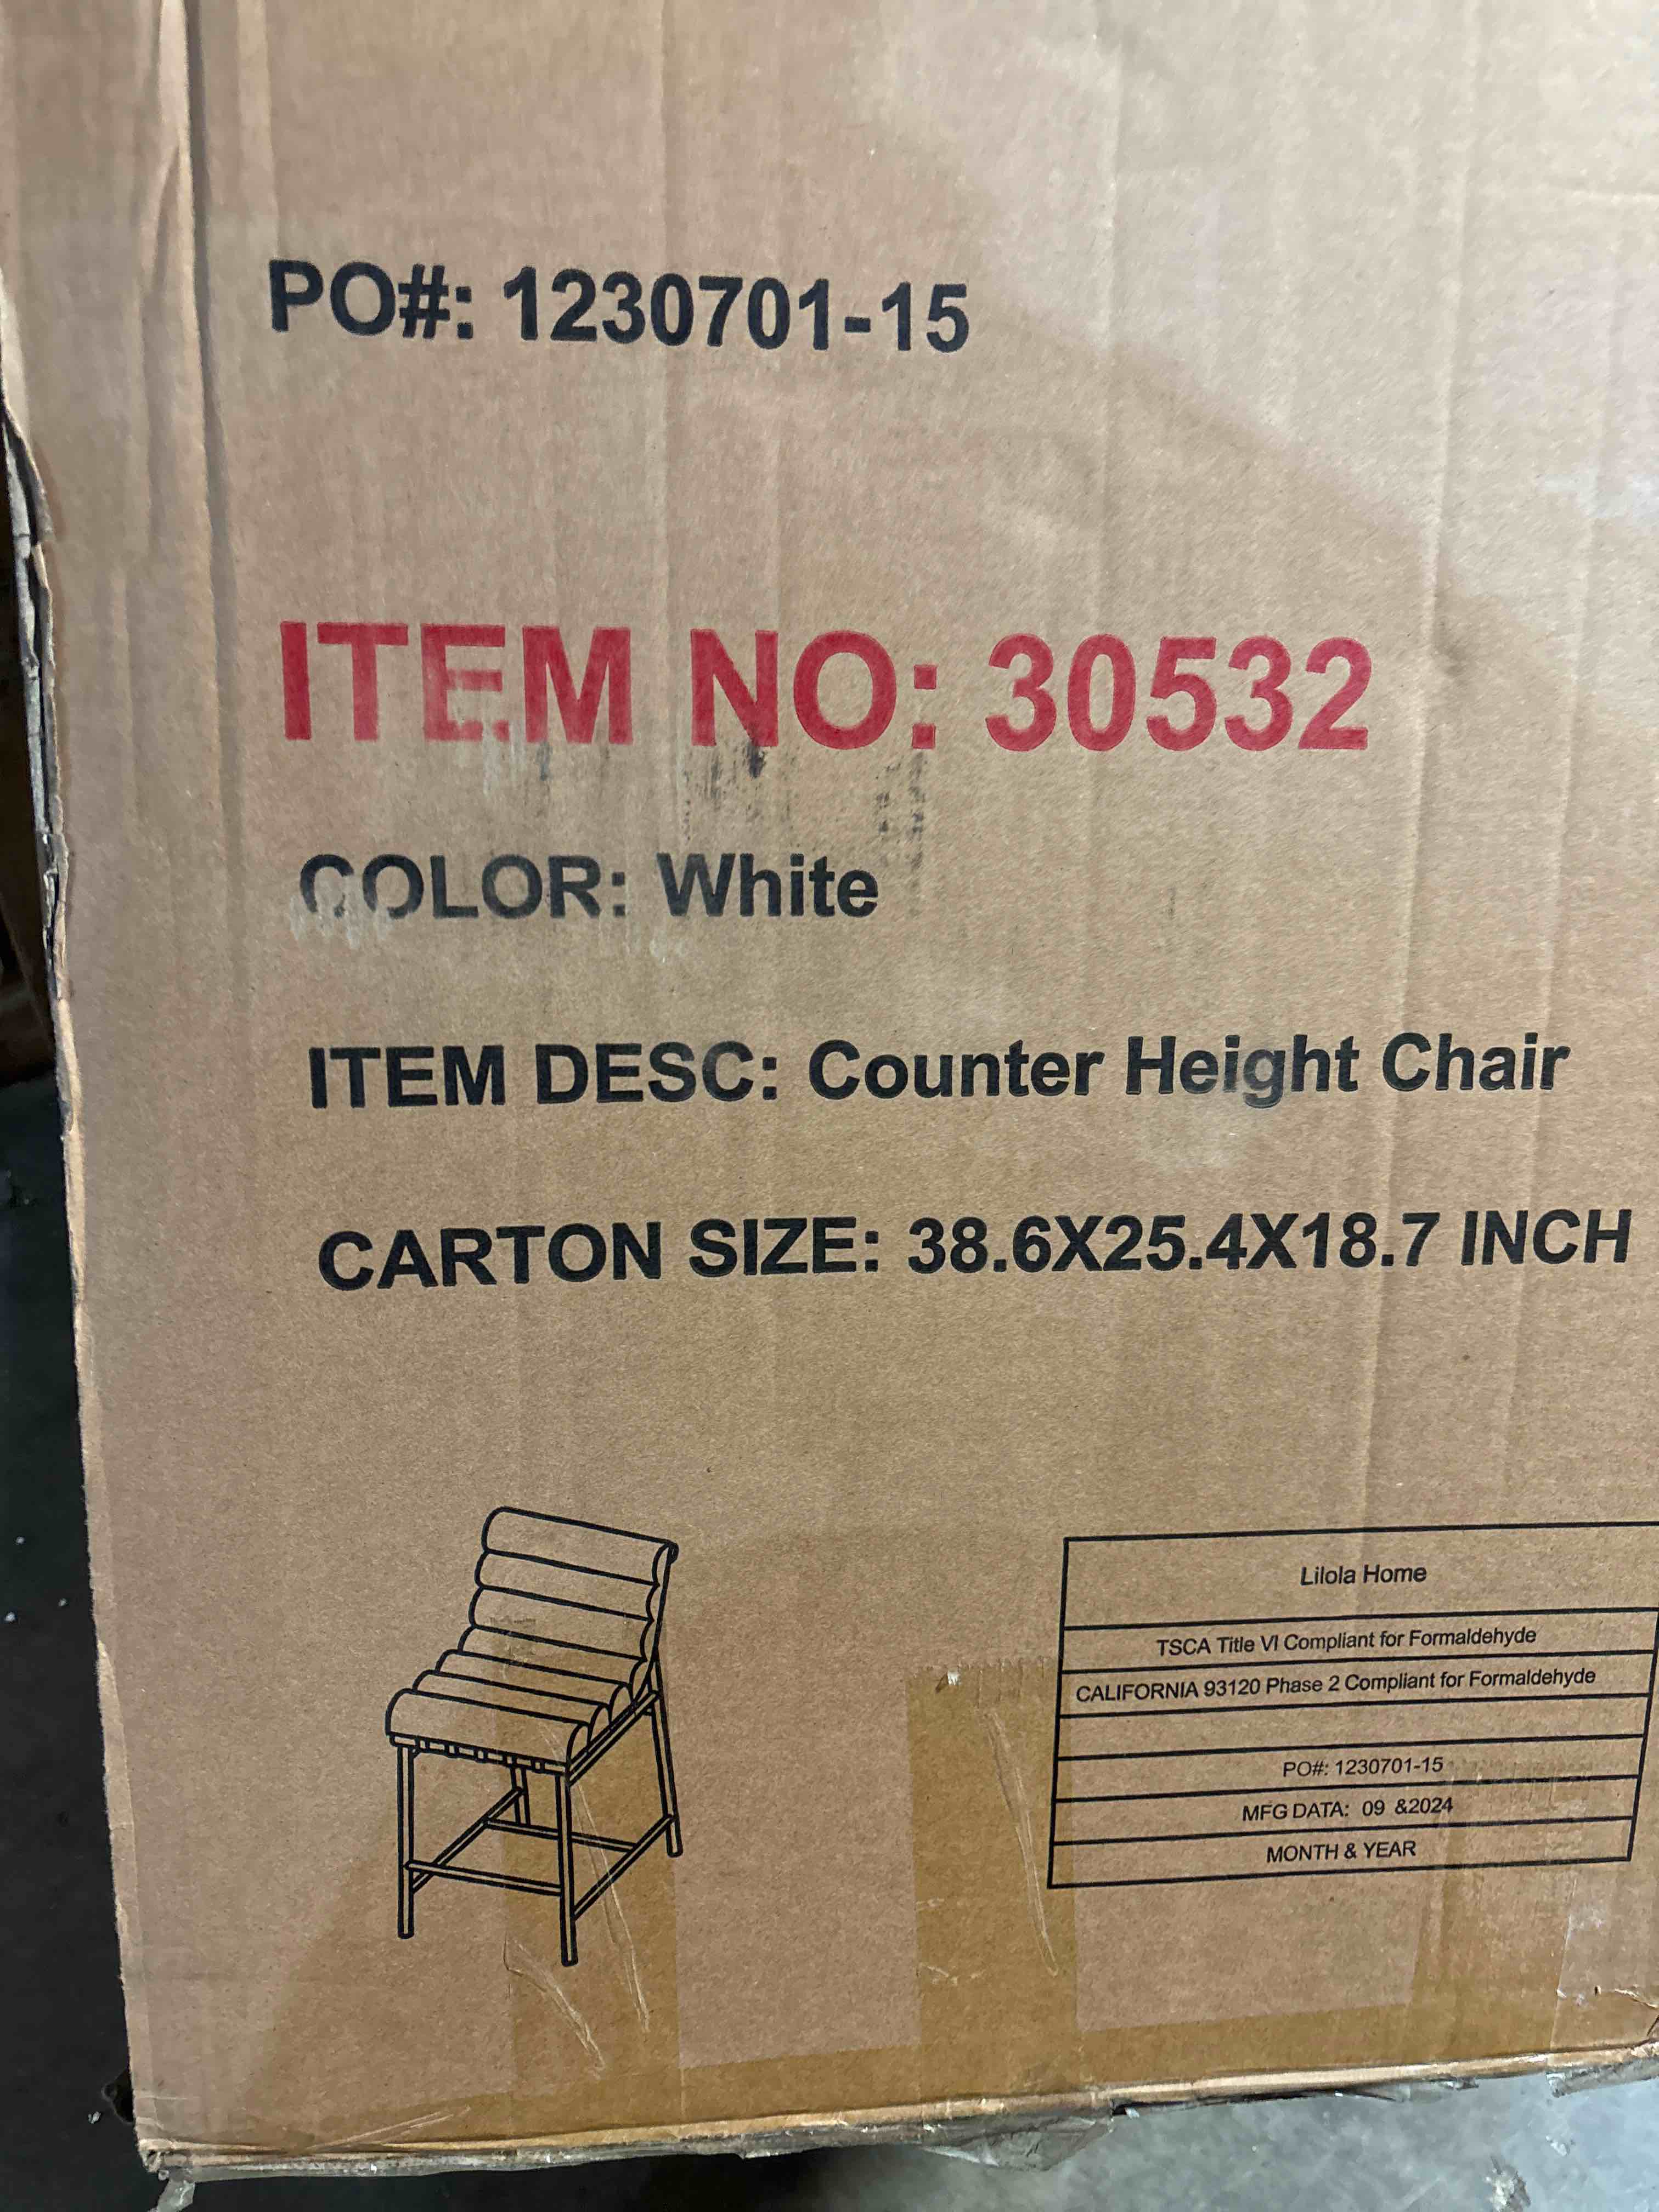 PO#: 1230701-15
ITEM NO: 30532
COLOR: White
ITEM DESC: Counter Height Chair
CARTON SIZE: 38.6X25.4X18.7 INCH
Lilola Home
TSCA Title VI Compliant for Formaldehyde
CALIFORNIA 93120 Phase 2 Compliant for Formaldehyde
PO#: 1230701-15
MFG DATA: 09 &2024
MONTH & YEAR